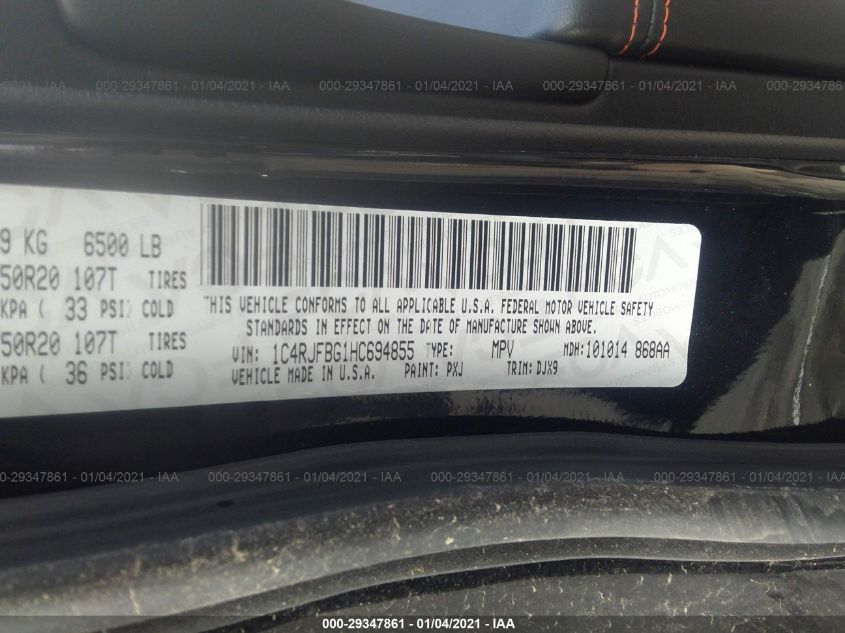 000-29347861 - 01/04/2021 - IAA 000-29347861 - 01/04/2021 - IAA 000-29347861 - 01/04/2021 - IAA
9 KG 6500 LB
50R20 107T TIRES
KPA ( 33 PSI) COLD
50R20 107T TIRES
KPA ( 36 PSI) COLD
THIS VEHICLE CONFORMS TO ALL APPLICABLE U.S.A. FEDERAL MOTOR VEHICLE SAFETY
STANDARDS IN EFFECT ON THE DATE OF MANUFACTURE SHOWN ABOVE.
VIN: 1C4RJFBG1HC694855 TYPE: MPV MDH:101014 868AA
VEHICLE MADE IN U.S.A. PAINT: PXJ TRIM: DJX9
000-29347861 - 01/04/2021 - IAA 000-29347861 - 01/04/2021 - IAA 000-29347861 - 01/04/2021 - IAA
000-29347861 - 01/04/2021 - IAA